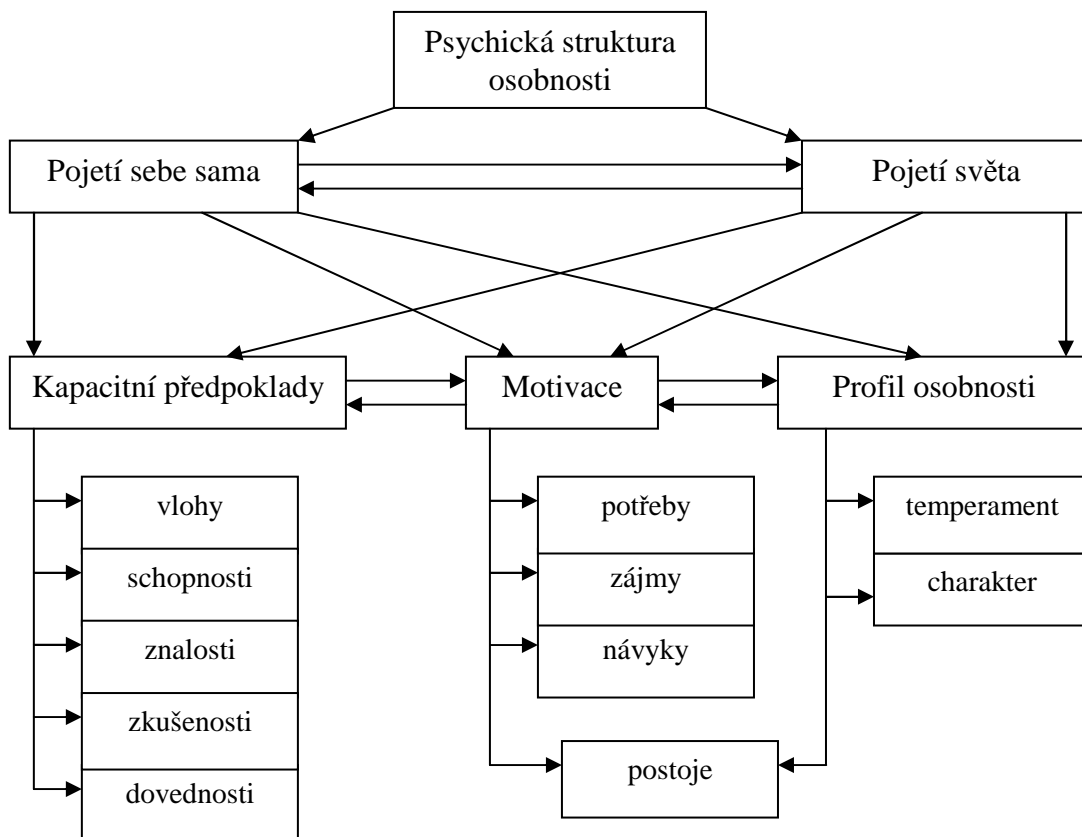 Psychická struktura
osobnosti
Pojetí sebe sama
Pojetí světa
Kapacitní předpoklady
Motivace
Profil osobnosti
vlohy
schopnosti
znalosti
zkušenosti
dovednosti
potřeby
zájmy
návyky
postoje
temperament
charakter